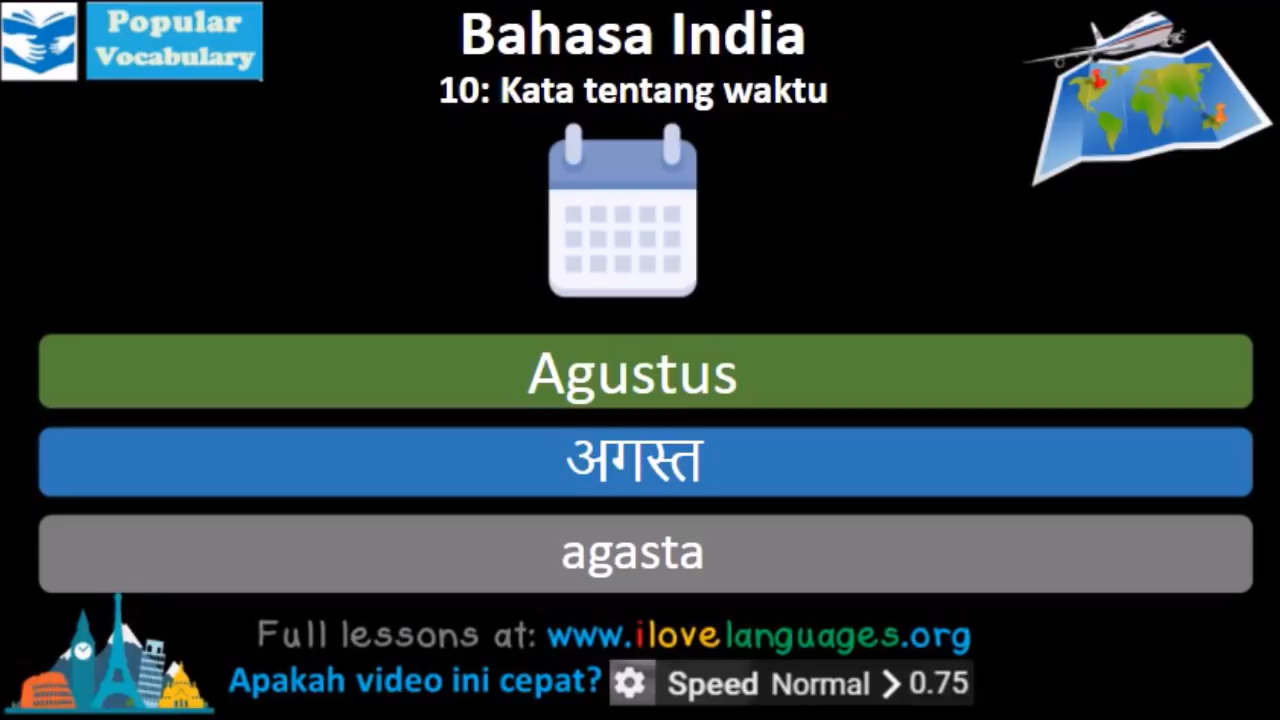 Popular
Vocabulary
Bahasa India
10: Kata tentang waktu
Agustus
अगस्त
agasta
Full lessons at: www.ilovelanguages.org
Apakah video ini cepat? Speed Normal > 0.75